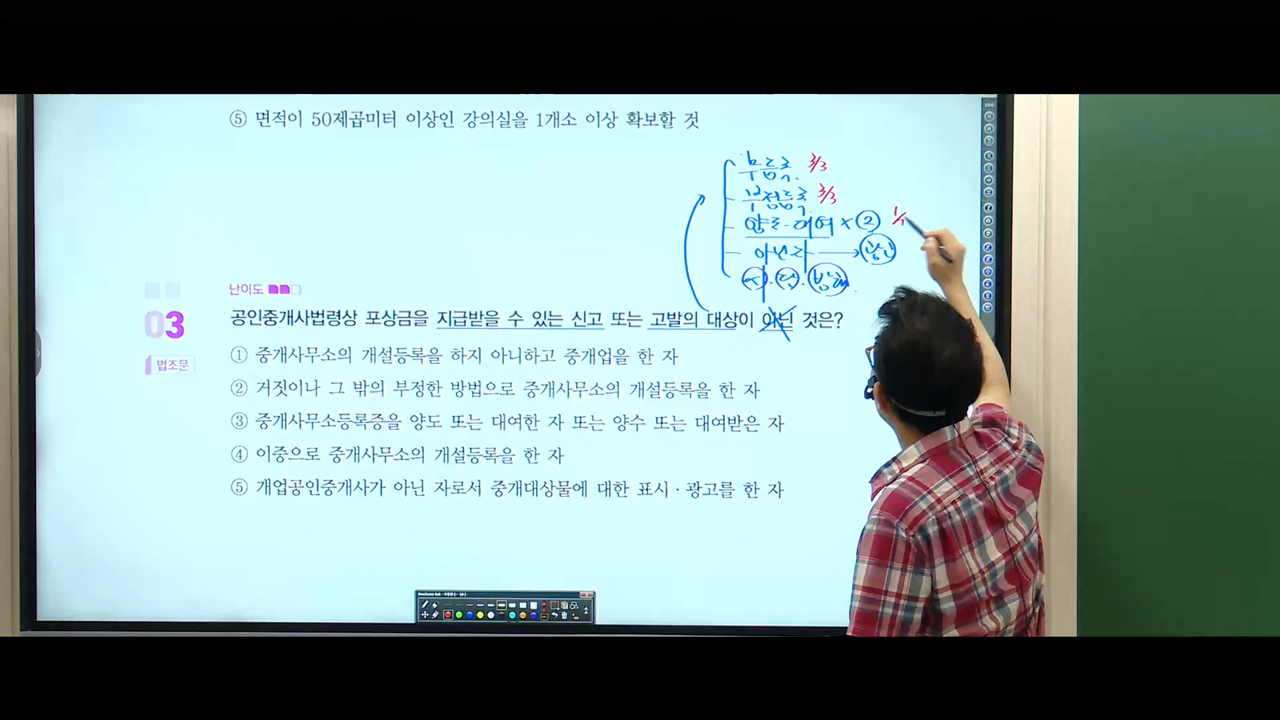 ⑤ 면적이 50제곱미터 이상인 강의실을 1개소 이상 확보할 것
무등록 3/3
부정등록 3/3
양도·대여 × ② 1/1
아닌자 →
난이도
03
공인중개사법령상 포상금을 지급받을 수 있는 신고 또는 고발의 대상이 아닌 것은?
법조문
① 중개사무소의 개설등록을 하지 아니하고 중개업을 한 자
② 거짓이나 그 밖의 부정한 방법으로 중개사무소의 개설등록을 한 자
③ 중개사무소등록증을 양도 또는 대여한 자 또는 양수 또는 대여받은 자
④ 이중으로 중개사무소의 개설등록을 한 자
⑤ 개업공인중개사가 아닌 자로서 중개대상물에 대한 표시·광고를 한 자